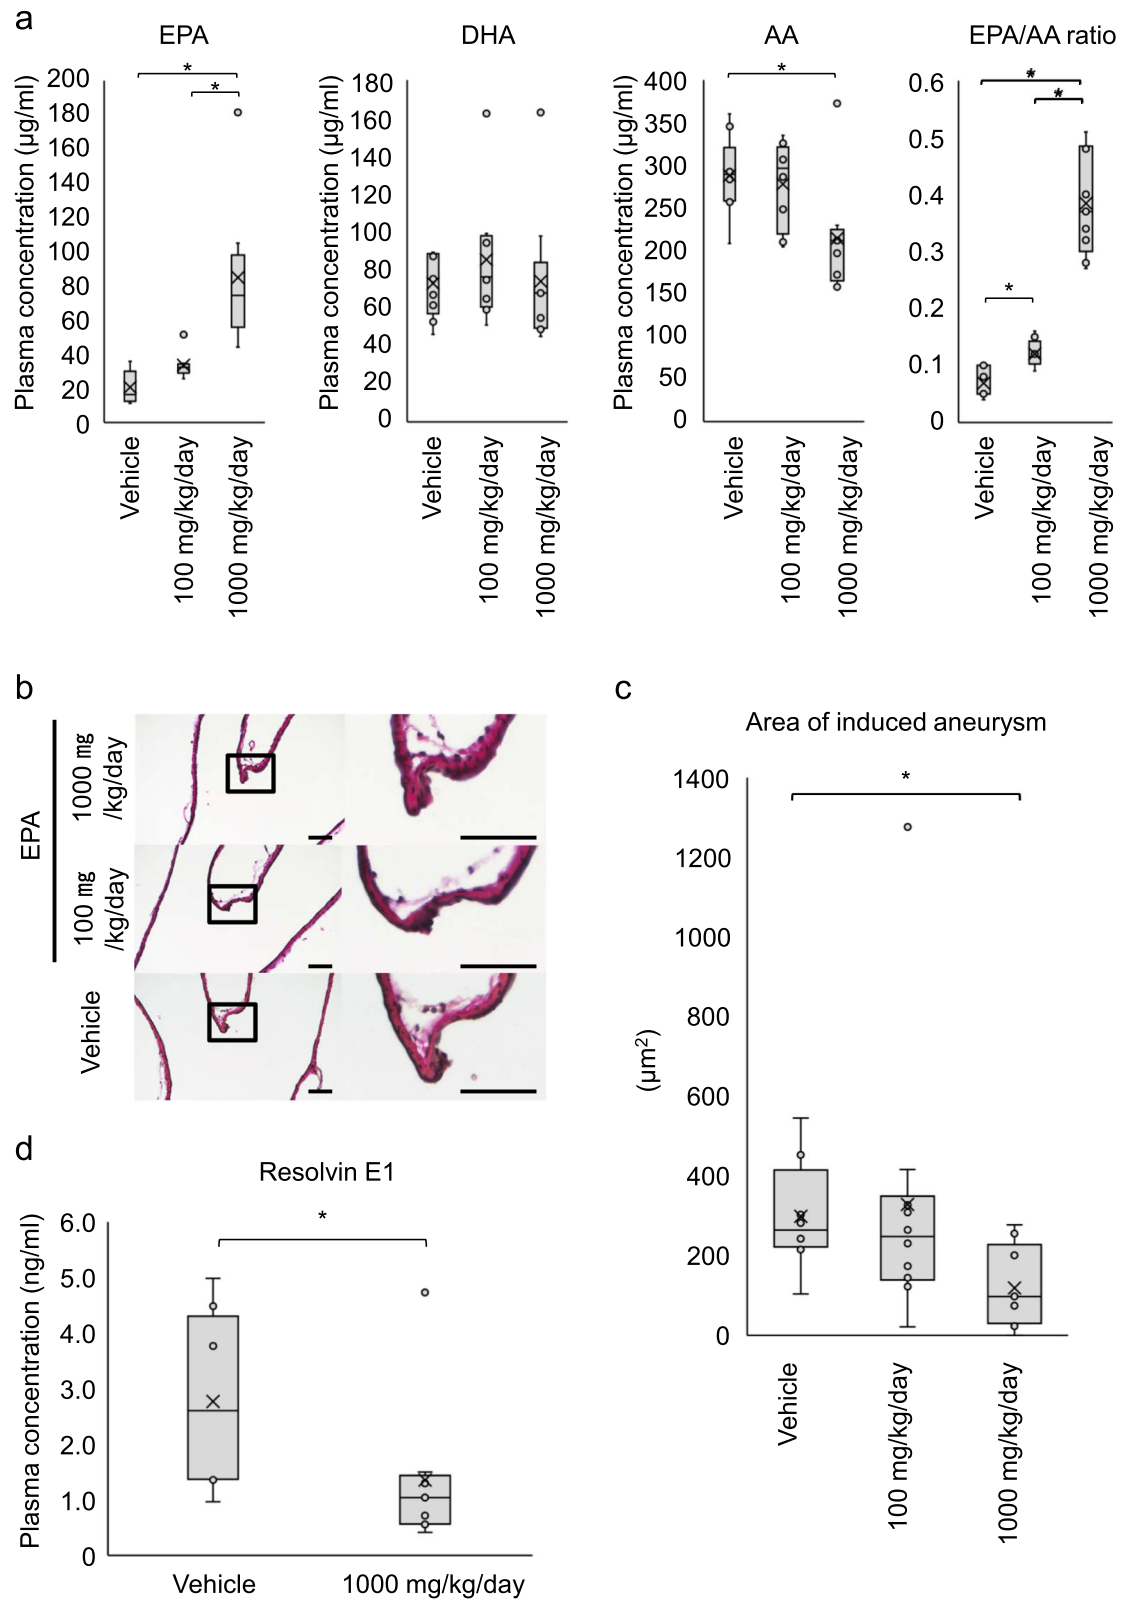 a
EPA
DHA
AA
EPA/AA ratio
Plasma concentration (μg/ml)
200
180
160
140
120
100
80
60
40
20
0
*
*
Vehicle
100 mg/kg/day
1000 mg/kg/day
Plasma concentration (μg/ml)
180
160
140
120
100
80
60
40
20
0
Vehicle
100 mg/kg/day
1000 mg/kg/day
Plasma concentration (μg/ml)
400
350
300
250
200
150
100
50
0
*
Vehicle
100 mg/kg/day
1000 mg/kg/day
0.6
0.5
0.4
0.3
0.2
0.1
0
*
*
*
Vehicle
100 mg/kg/day
1000 mg/kg/day
b
EPA
1000 mg
/kg/day
100 mg
/kg/day
Vehicle
c
Area of induced aneurysm
(μm²)
1400
1200
1000
800
600
400
200
0
*
Vehicle
100 mg/kg/day
1000 mg/kg/day
d
Resolvin E1
Plasma concentration (ng/ml)
6.0
5.0
4.0
3.0
2.0
1.0
0
*
Vehicle
1000 mg/kg/day